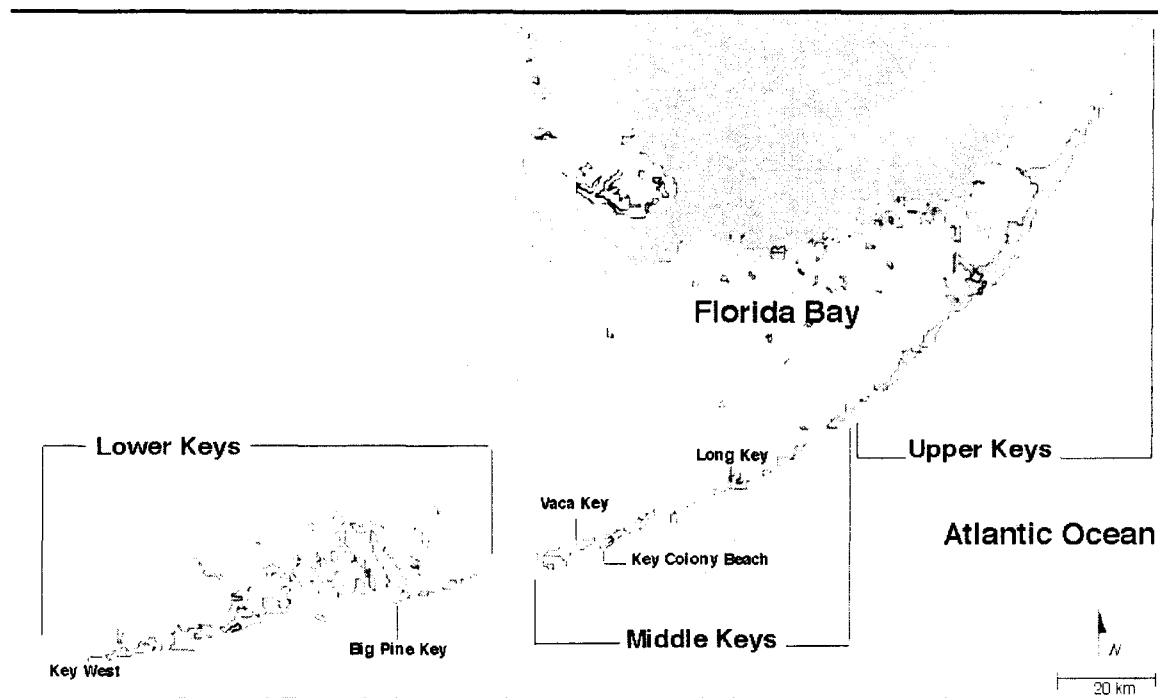 Florida Bay
Lower Keys
Upper Keys
Long Key
Vaca Key
Atlantic Ocean
Key Colony Beach
Middle Keys
Big Pine Key
Key West
N
20 km